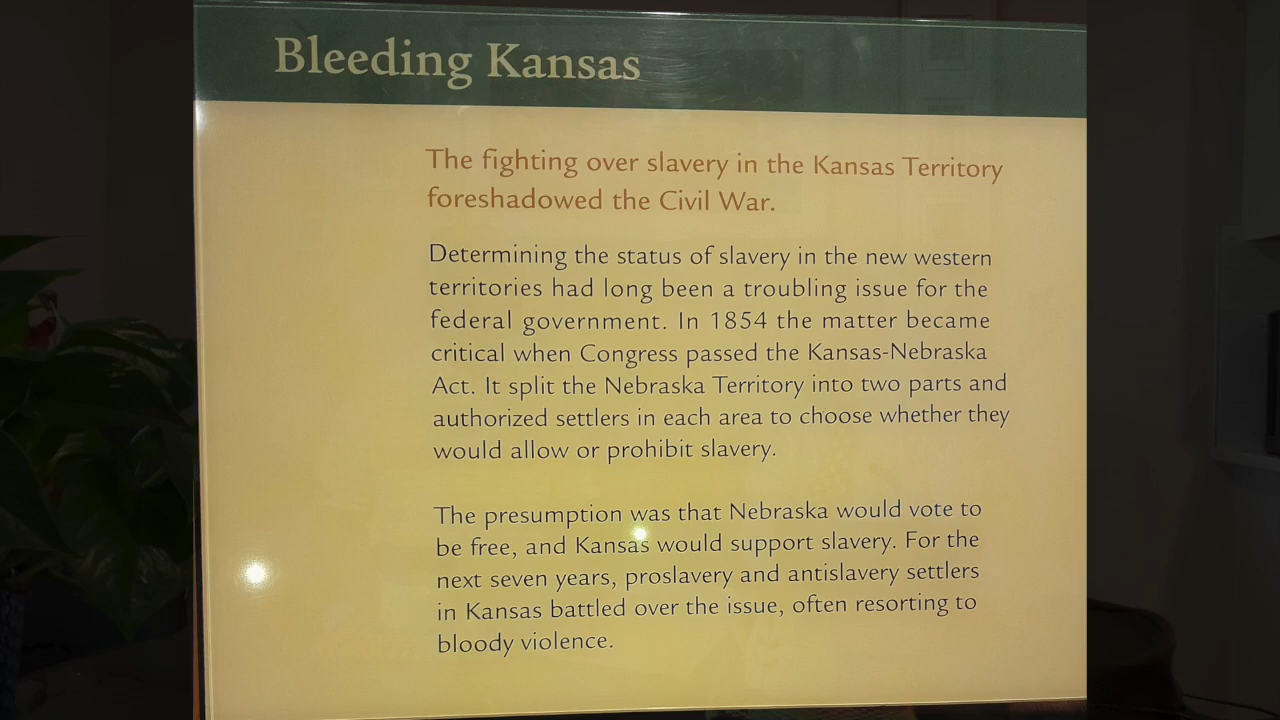 Bleeding Kansas
The fighting over slavery in the Kansas Territory
foreshadowed the Civil War.
Determining the status of slavery in the new western
territories had long been a troubling issue for the
federal government. In 1854 the matter became
critical when Congress passed the Kansas-Nebraska
Act. It split the Nebraska Territory into two parts and
authorized settlers in each area to choose whether they
would allow or prohibit slavery.
The presumption was that Nebraska would vote to
be free, and Kansas would support slavery. For the
next seven years, proslavery and antislavery settlers
in Kansas battled over the issue, often resorting to
bloody violence.